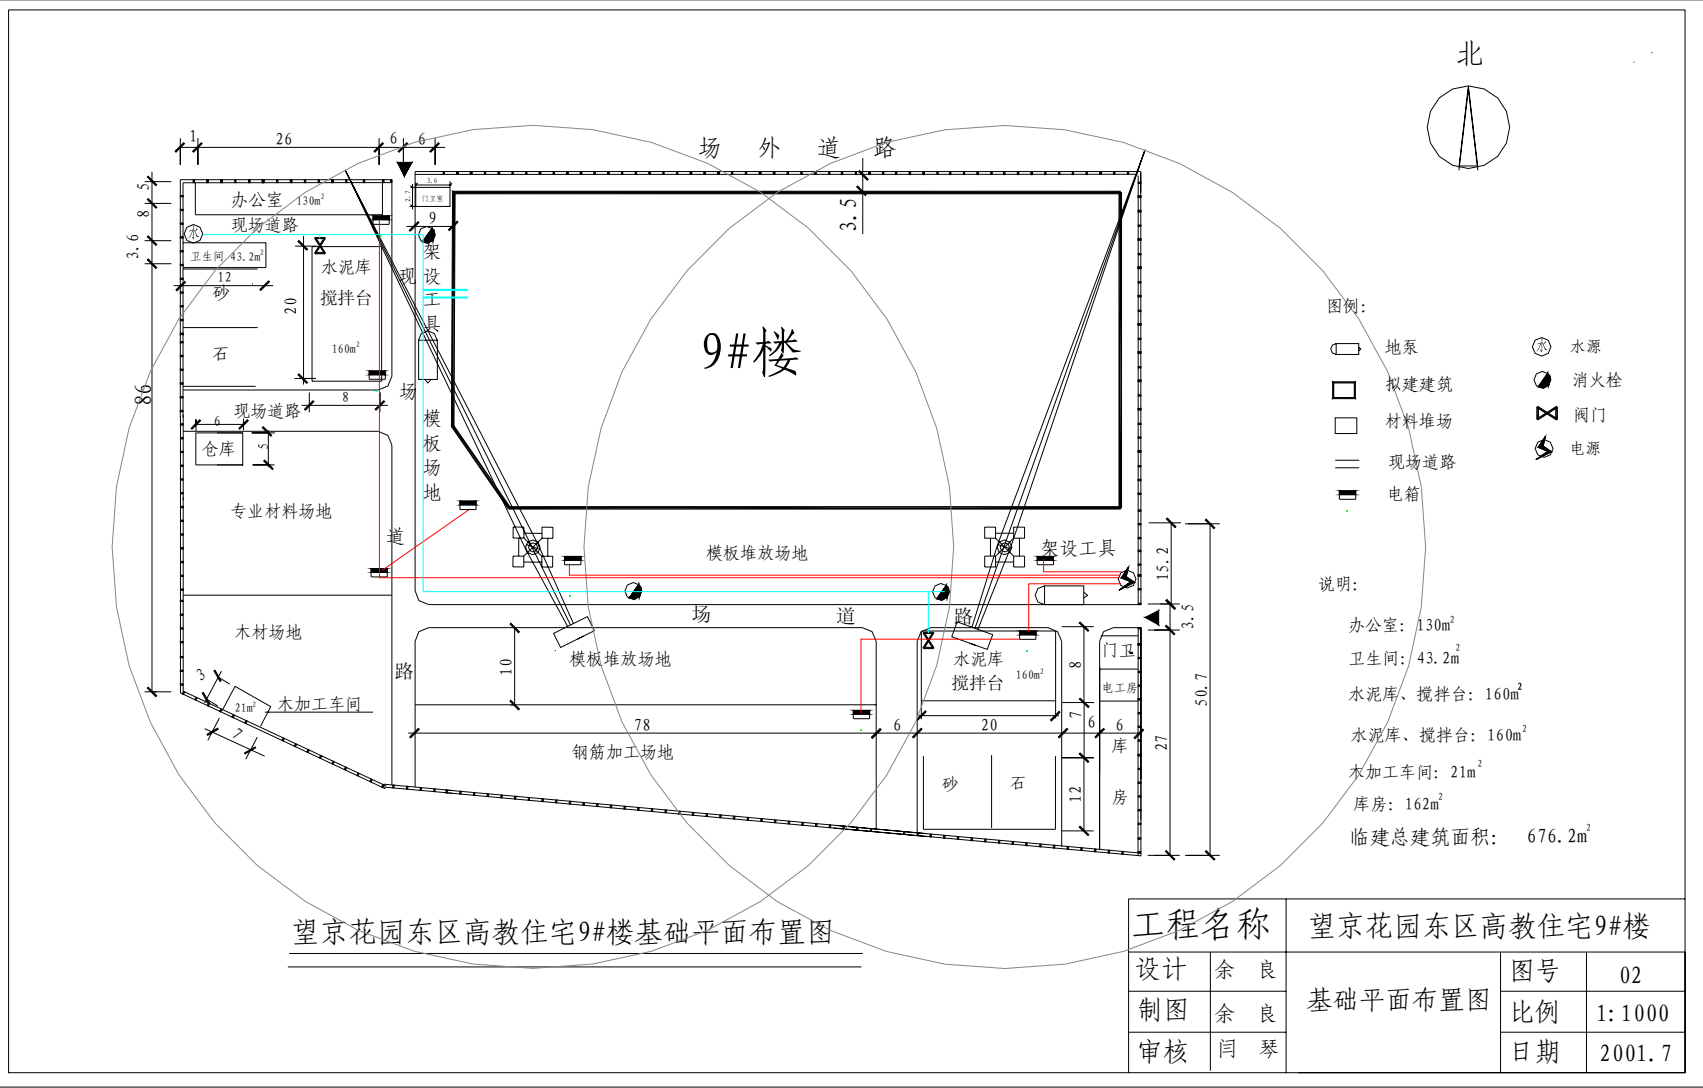 北
场外道路
1
26
6
6
5
8
3.6
86
办公室 130m²
现场道路
水
卫生间 43.2m²
12
砂
石
20
水泥库
搅拌台
160m²
8
现场道路
6
仓库
5
专业材料场地
木材场地
3
21m²
7
木加工车间
3.6
2.7
门卫室
9
架设工具
模板场地
现场道路
3.5
9#楼
模板堆放场地
架设工具
场道路
10
模板堆放场地
78
钢筋加工场地
6
水泥库
搅拌台
160m²
20
砂
石
8
7
12
6
6
门卫
电工房
库房
15.2
3.5
27
50.7
图例:
地泵
拟建建筑
材料堆场
现场道路
电箱
水 水源
消火栓
阀门
电源
说明:
办公室: 130m²
卫生间: 43.2m²
水泥库、搅拌台: 160m²
水泥库、搅拌台: 160m²
木加工车间: 21m²
库房: 162m²
临建总建筑面积: 676.2m²
望京花园东区高教住宅9#楼基础平面布置图
工程名称 望京花园东区高教住宅9#楼
设计 余良
制图 余良
审核 闫琴
基础平面布置图
图号 02
比例 1:1000
日期 2001.7